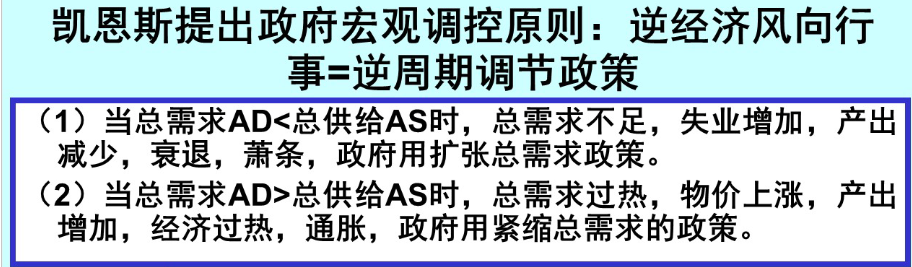 凯恩斯提出政府宏观调控原则：逆经济风向行
事=逆周期调节政策
（1）当总需求AD<总供给AS时，总需求不足，失业增加，产出
减少，衰退，萧条，政府用扩张总需求政策。
（2）当总需求AD>总供给AS时，总需求过热，物价上涨，产出
增加，经济过热，通胀，政府用紧缩总需求的政策。